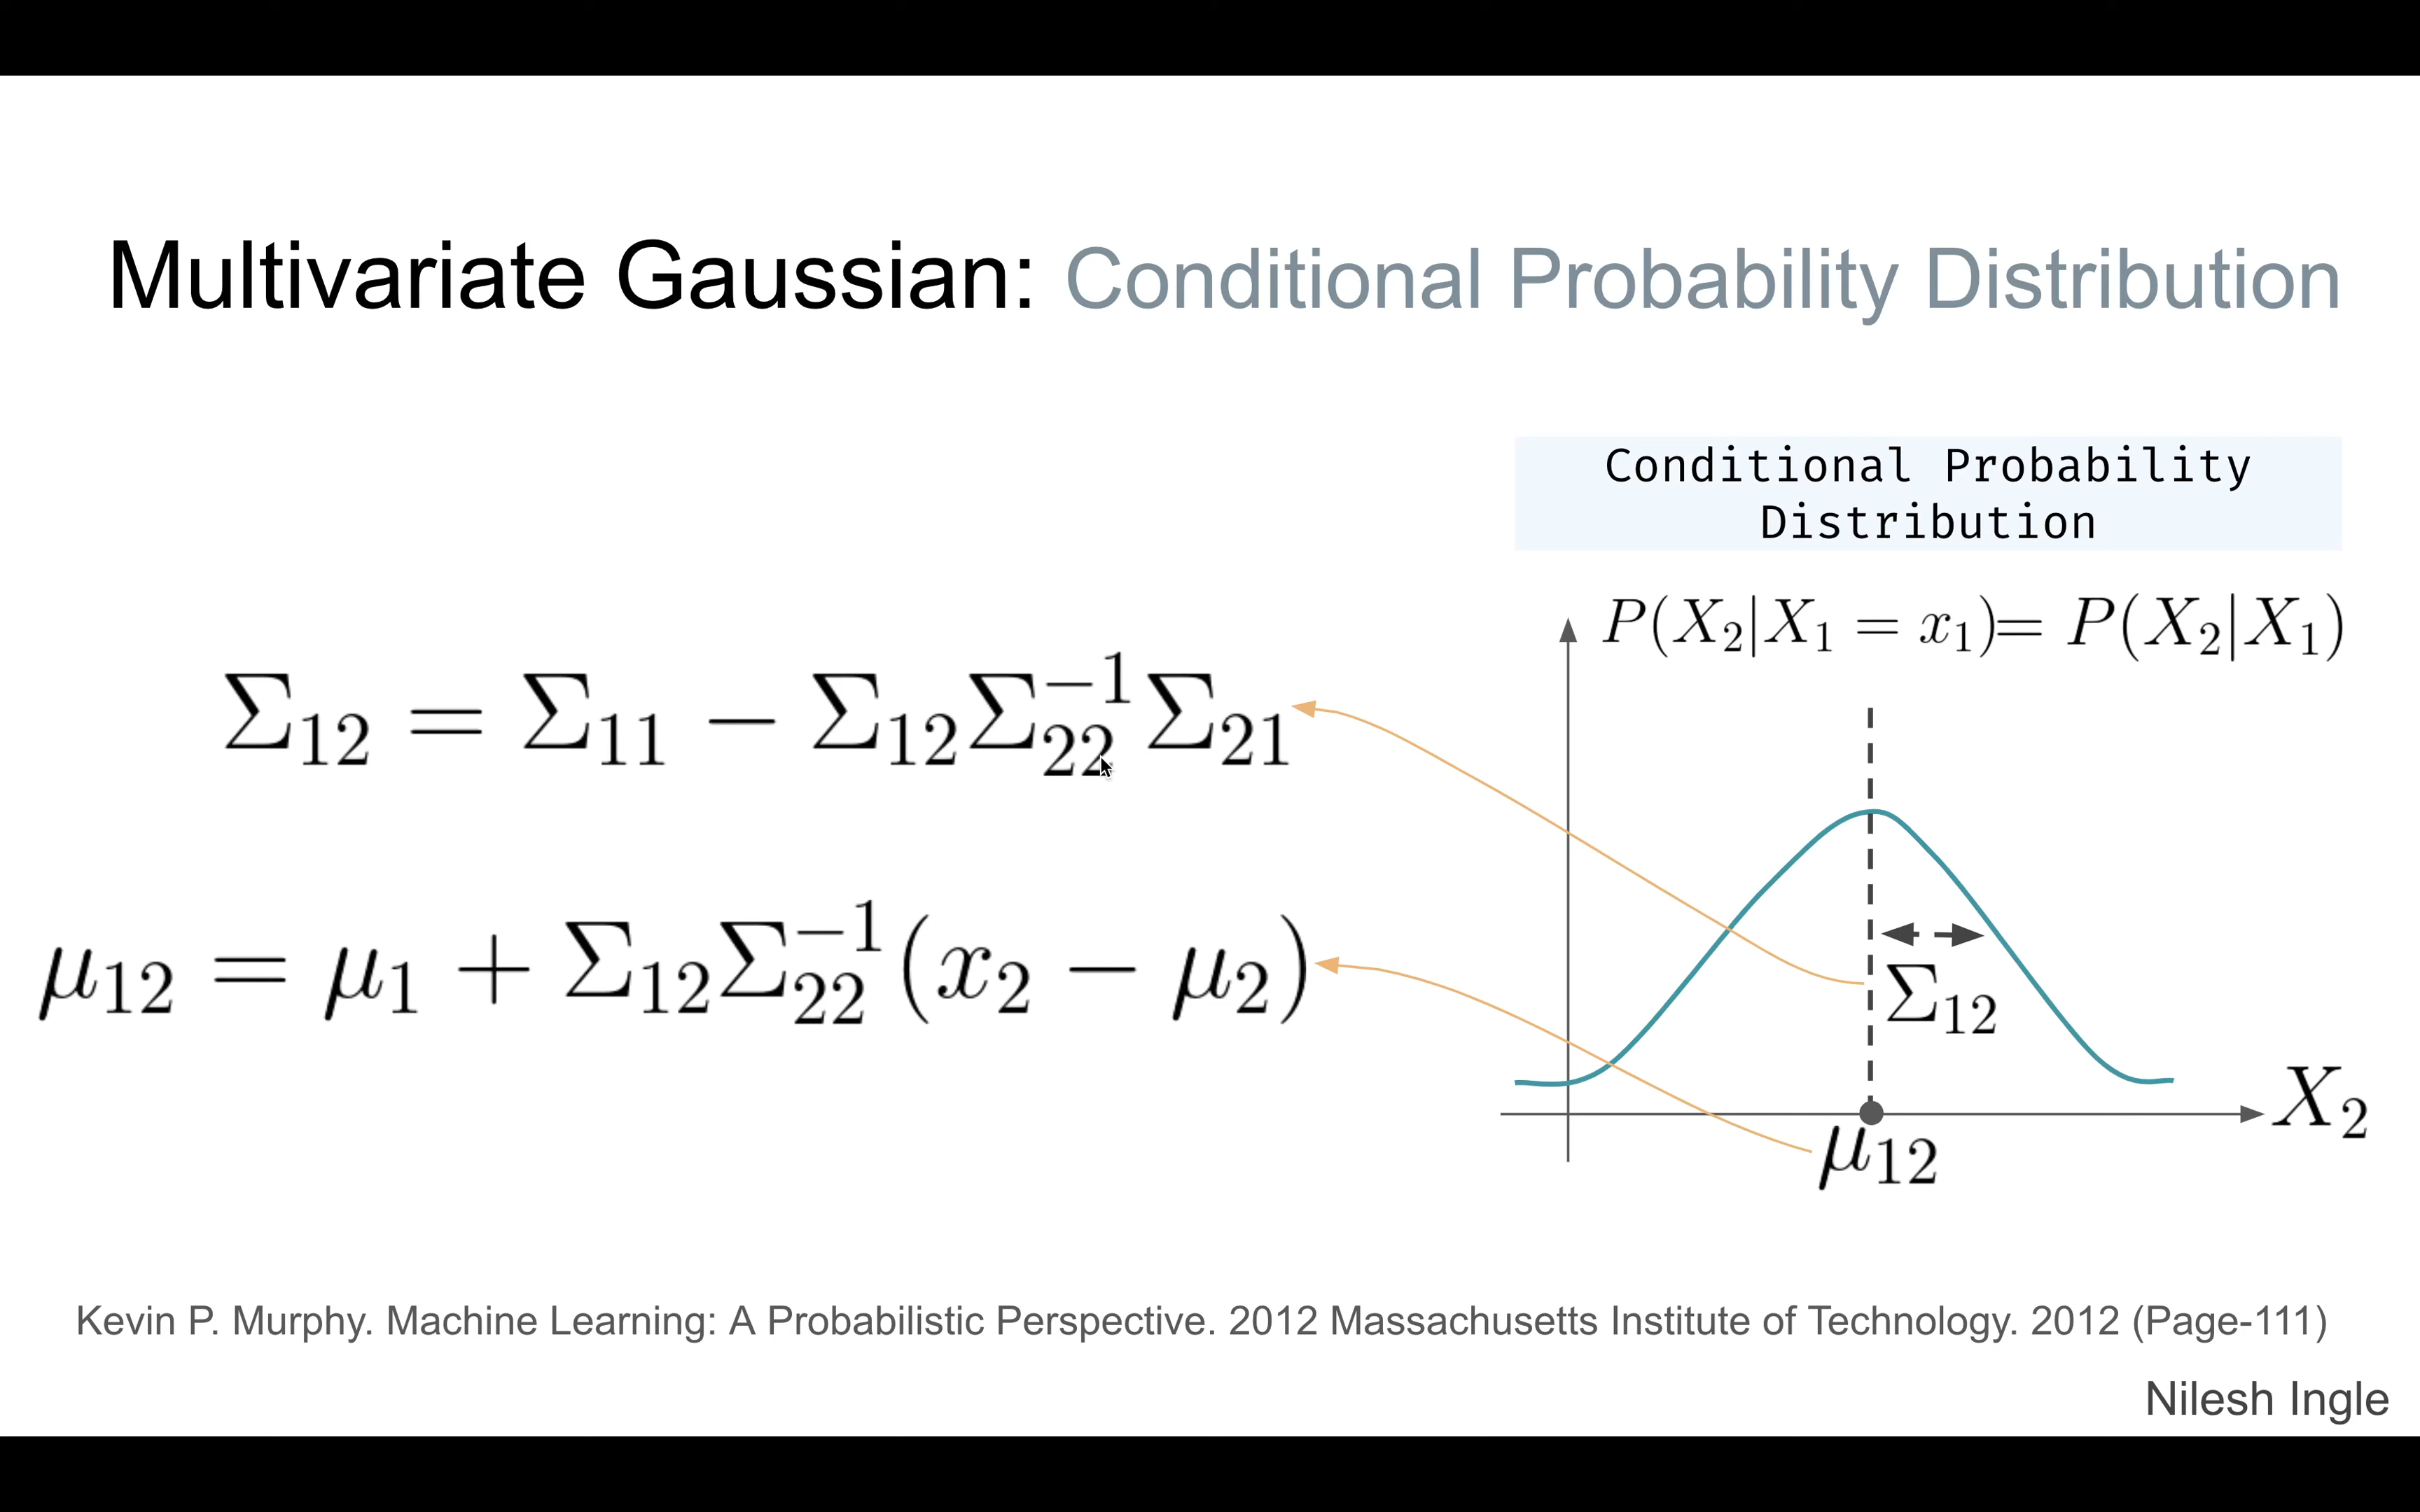 Multivariate Gaussian: Conditional Probability Distribution
Conditional Probability
Distribution
P(X₂|X₁ = x₁)= P(X₂|X₁)
Σ₁₂ = Σ₁₁ − Σ₁₂Σ₂₂⁻¹Σ₂₁
μ₁₂ = μ₁ + Σ₁₂Σ₂₂⁻¹(x₂ − μ₂)
Σ₁₂
X₂
μ₁₂
Kevin P. Murphy. Machine Learning: A Probabilistic Perspective. 2012 Massachusetts Institute of Technology. 2012 (Page-111)
Nilesh Ingle